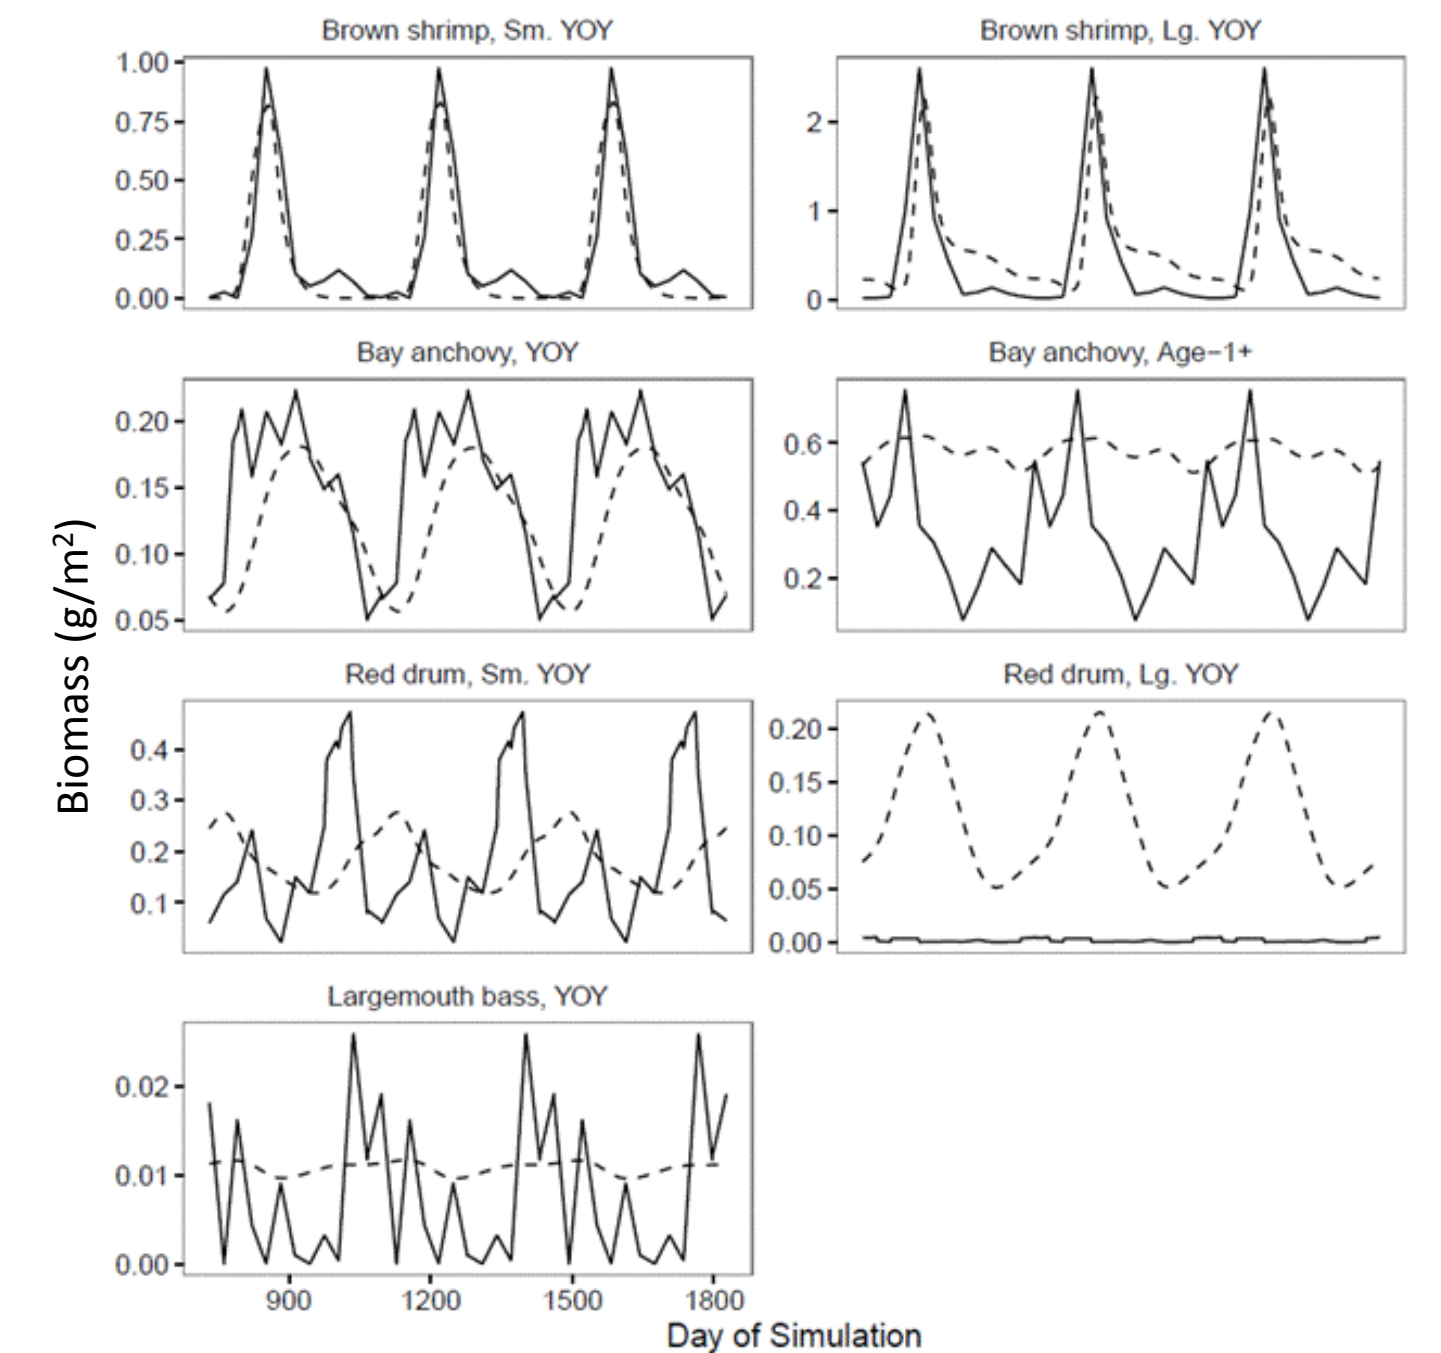 Brown shrimp, Sm. YOY
Brown shrimp, Lg. YOY
1.00
0.75
0.50
0.25
0.00
2
1
0
Bay anchovy, YOY
Bay anchovy, Age−1+
0.20
0.15
0.10
0.05
0.6
0.4
0.2
Biomass (g/m²)
Red drum, Sm. YOY
Red drum, Lg. YOY
0.4
0.3
0.2
0.1
0.20
0.15
0.10
0.05
0.00
Largemouth bass, YOY
0.02
0.01
0.00
900 1200 1500 1800
Day of Simulation